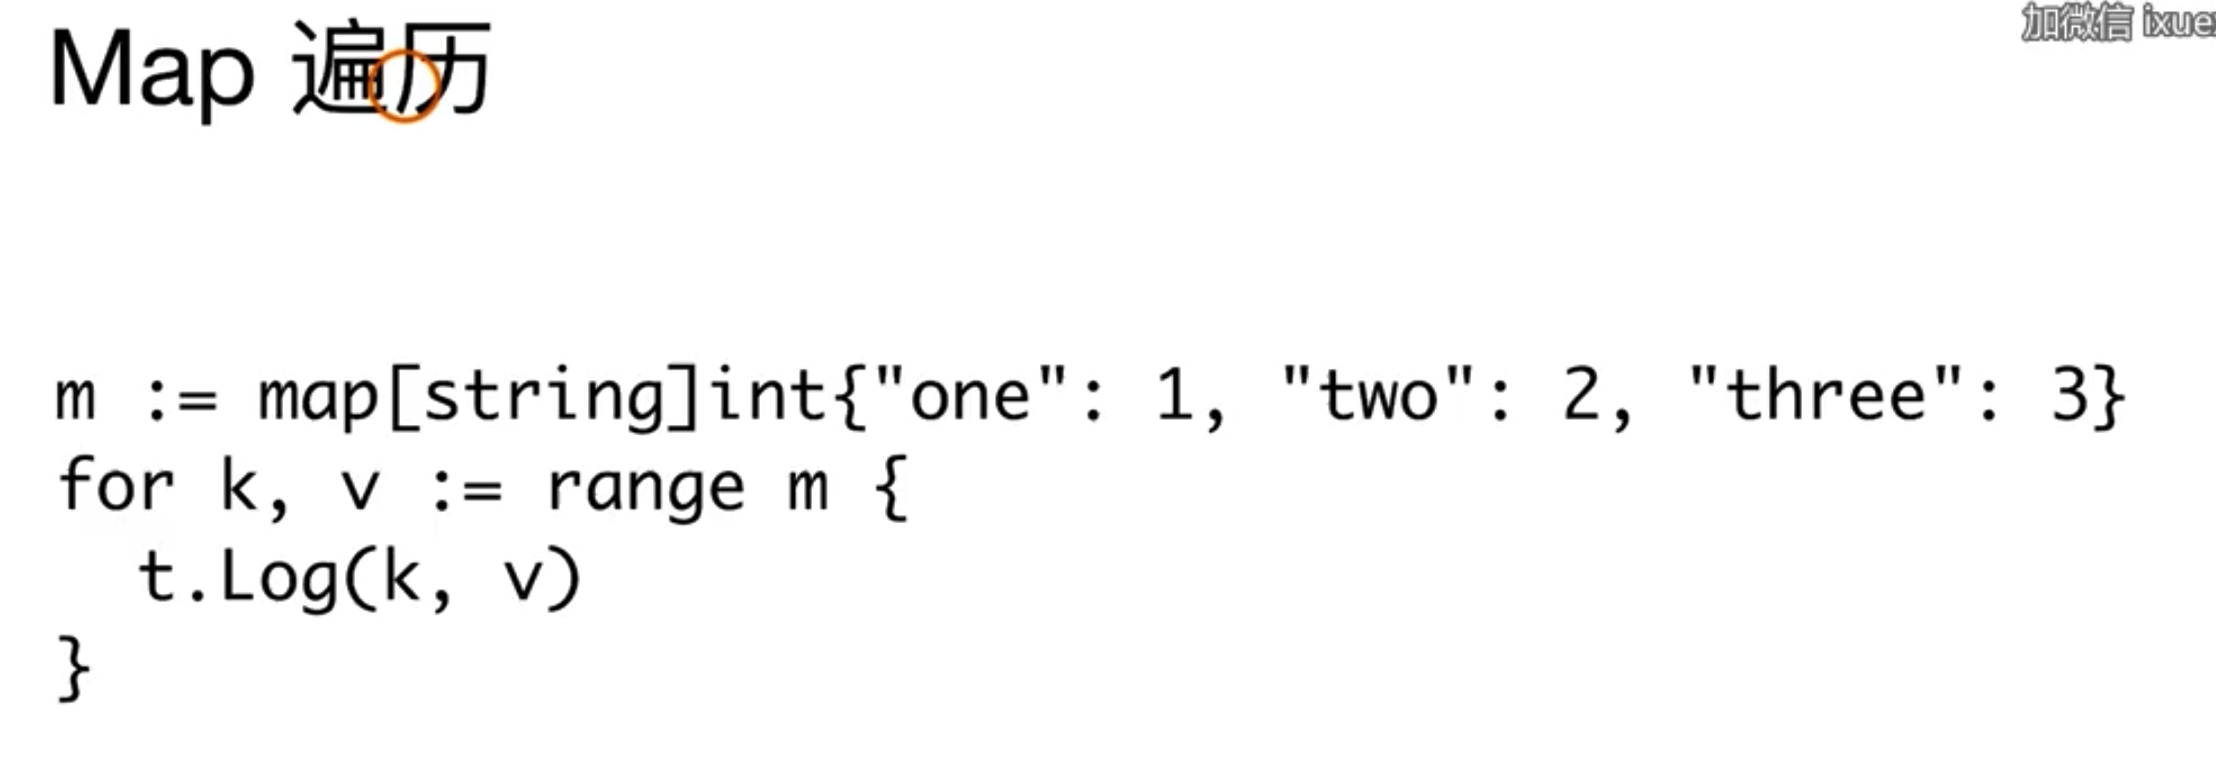 Map 遍历
加微信 ixue
m := map[string]int{"one": 1, "two": 2, "three": 3}
for k, v := range m {
  t.Log(k, v)
}